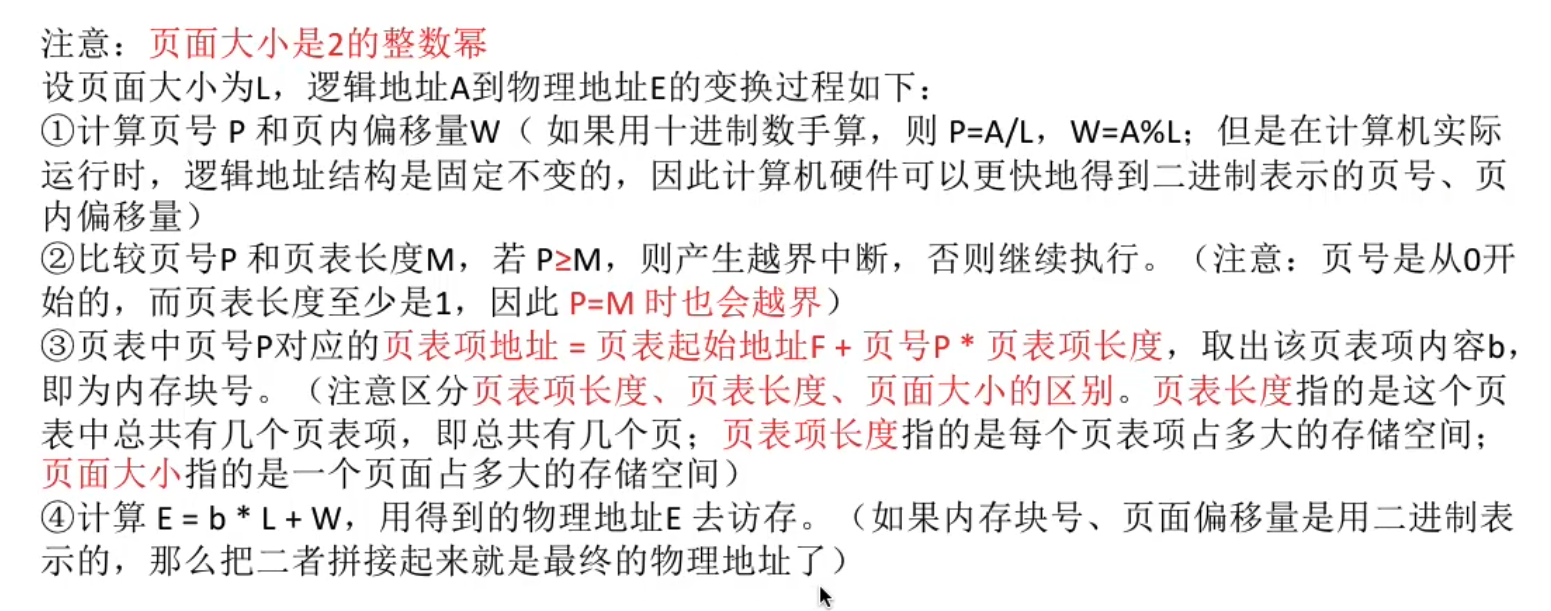 注意：页面大小是2的整数幂
设页面大小为L，逻辑地址A到物理地址E的变换过程如下：
①计算页号 P 和页内偏移量W（ 如果用十进制数手算，则 P=A/L，W=A%L；但是在计算机实际
运行时，逻辑地址结构是固定不变的，因此计算机硬件可以更快地得到二进制表示的页号、页
内偏移量）
②比较页号P 和页表长度M，若 P≥M，则产生越界中断，否则继续执行。（注意：页号是从0开
始的，而页表长度至少是1，因此 P=M 时也会越界）
③页表中页号P对应的页表项地址 = 页表起始地址F + 页号P * 页表项长度，取出该页表项内容b，
即为内存块号。（注意区分页表项长度、页表长度、页面大小的区别。页表长度指的是这个页
表中总共有几个页表项，即总共有几个页；页表项长度指的是每个页表项占多大的存储空间；
页面大小指的是一个页面占多大的存储空间）
④计算 E = b * L + W，用得到的物理地址E 去访存。（如果内存块号、页面偏移量是用二进制表
示的，那么把二者拼接起来就是最终的物理地址了）